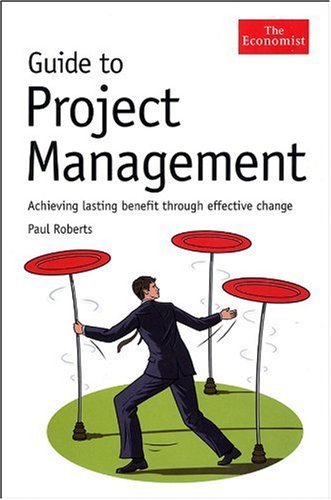 The
Economist
Guide to
Project
Management
Achieving lasting benefit through effective change
Paul Roberts